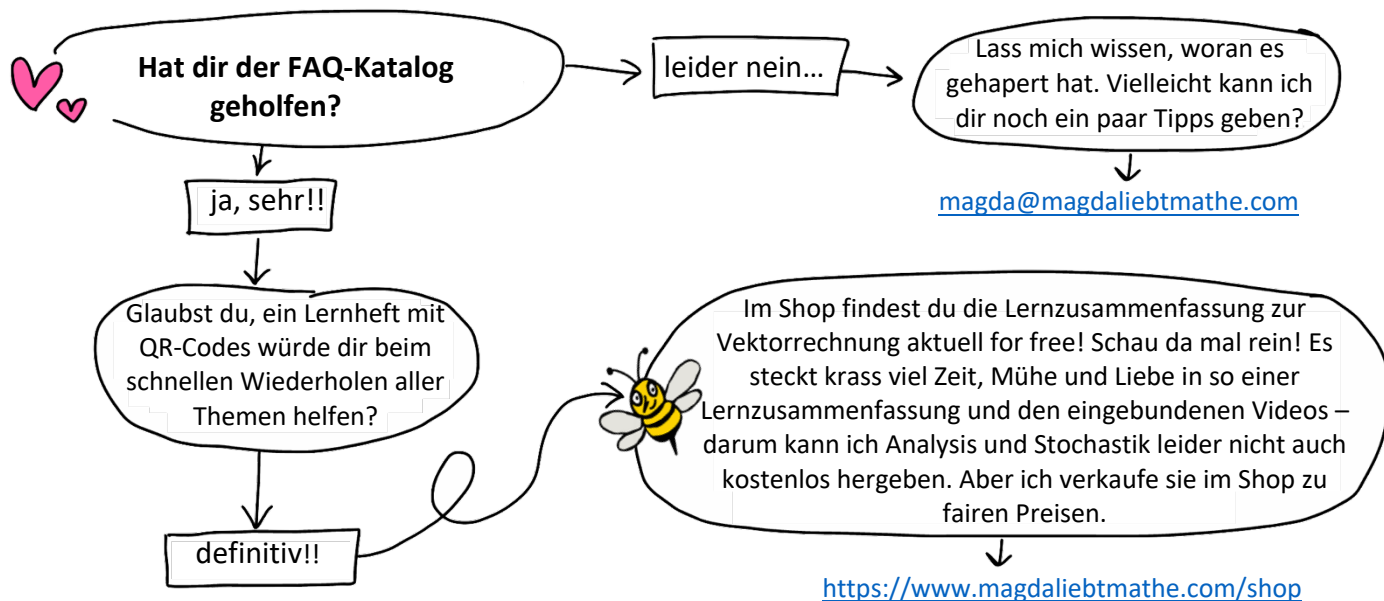 Hat dir der FAQ-Katalog
geholfen?
leider nein…
Lass mich wissen, woran es
gehapert hat. Vielleicht kann ich
dir noch ein paar Tipps geben?
magda@magdaliebtmathe.com
ja, sehr!!
Glaubst du, ein Lernheft mit
QR-Codes würde dir beim
schnellen Wiederholen aller
Themen helfen?
definitiv!!
Im Shop findest du die Lernzusammenfassung zur
Vektorrechnung aktuell for free! Schau da mal rein! Es
steckt krass viel Zeit, Mühe und Liebe in so einer
Lernzusammenfassung und den eingebundenen Videos –
darum kann ich Analysis und Stochastik leider nicht auch
kostenlos hergeben. Aber ich verkaufe sie im Shop zu
fairen Preisen.
https://www.magdaliebtmathe.com/shop